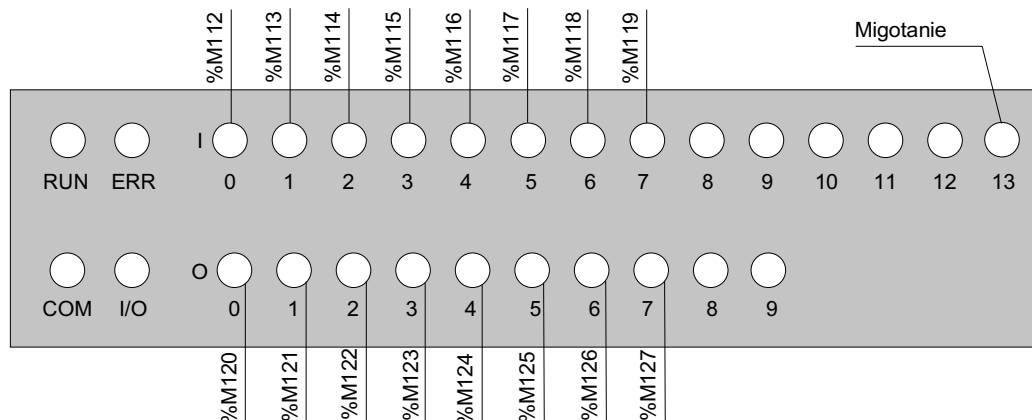 %M112 %M113 %M114 %M115 %M116 %M117 %M118 %M119
Migotanie
I
RUN ERR 0 1 2 3 4 5 6 7 8 9 10 11 12 13
O
COM I/O 0 1 2 3 4 5 6 7 8 9
%M120 %M121 %M122 %M123 %M124 %M125 %M126 %M127